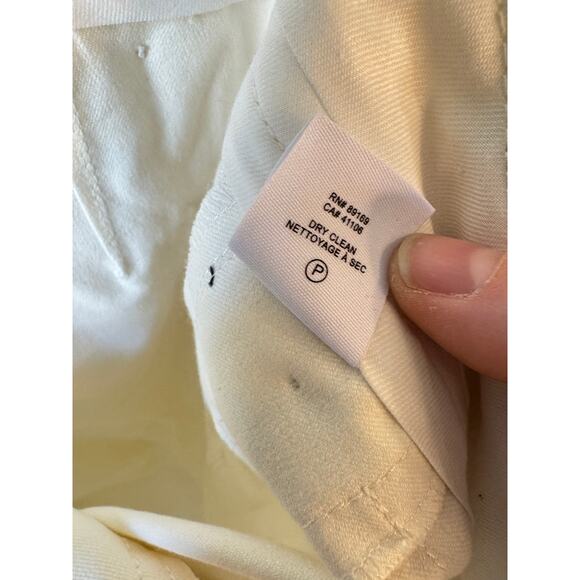 RN# 89169
CA# 41106
DRY CLEAN
NETTOYAGE À SEC
P